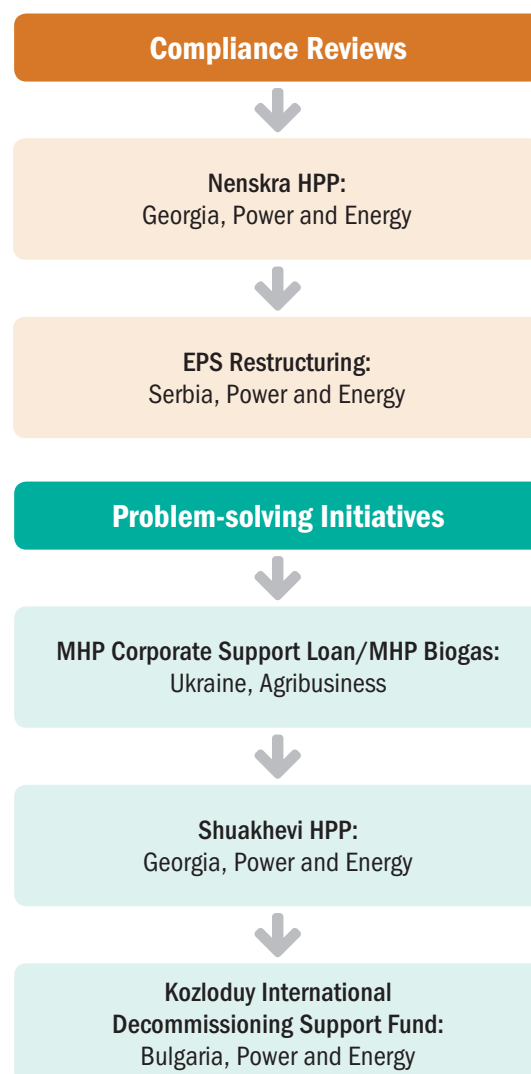 Compliance Reviews
Nenskra HPP:
Georgia, Power and Energy
EPS Restructuring:
Serbia, Power and Energy
Problem-solving Initiatives
MHP Corporate Support Loan/MHP Biogas:
Ukraine, Agribusiness
Shuakhevi HPP:
Georgia, Power and Energy
Kozloduy International
Decommissioning Support Fund:
Bulgaria, Power and Energy